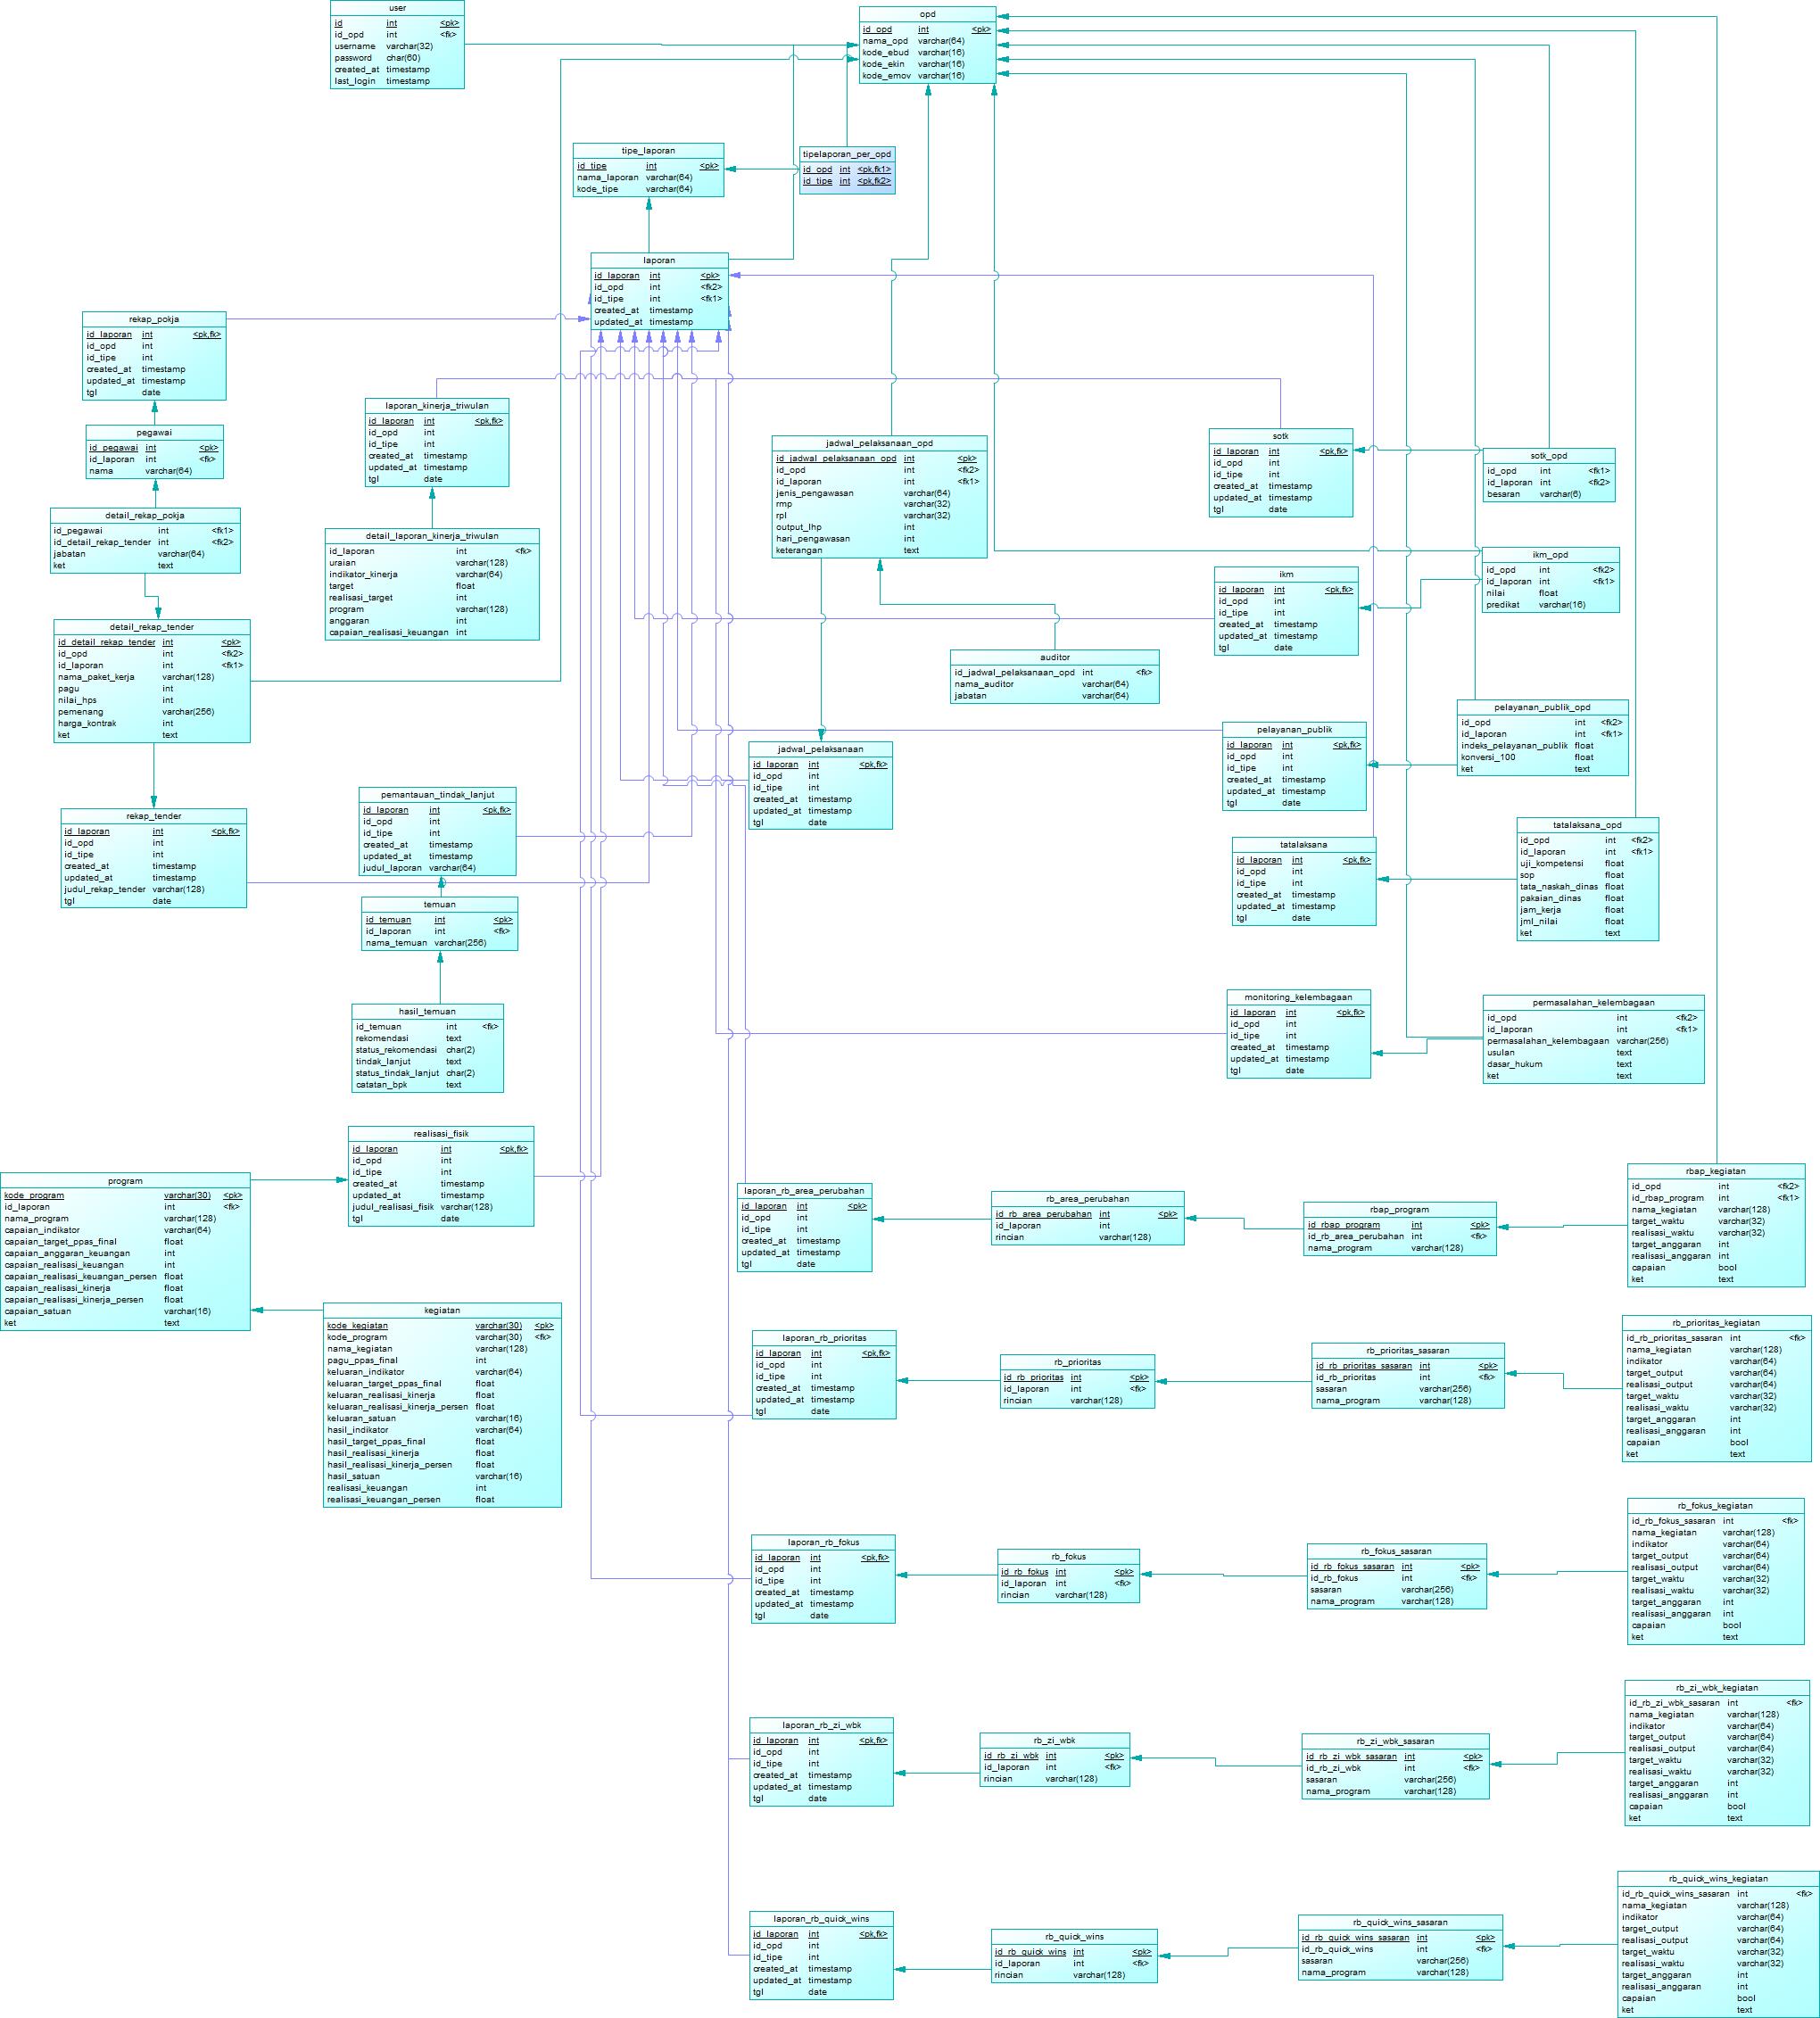 user
id int <pk>
id_opd int <fk>
username varchar(32)
password char(60)
created_at timestamp
last_login timestamp
opd
id_opd int <pk>
nama_opd varchar(64)
kode_ebud varchar(16)
kode_ekin varchar(16)
kode_emov varchar(16)
tipe_laporan
id_tipe int <pk>
nama_laporan varchar(64)
kode_tipe varchar(64)
tipelaporan_per_opd
id_opd int <pk,fk1>
id_tipe int <pk,fk2>
laporan
id_laporan int <pk>
id_opd int <fk2>
id_tipe int <fk1>
created_at timestamp
updated_at timestamp
rekap_pokja
id_laporan int <pk,fk>
id_opd int
id_tipe int
created_at timestamp
updated_at timestamp
tgl date
pegawai
id_pegawai int <pk>
id_laporan int <fk>
nama varchar(64)
detail_rekap_pokja
id_pegawai int <fk1>
id_detail_rekap_tender int <fk2>
jabatan varchar(64)
ket text
detail_rekap_tender
id_detail_rekap_tender int <pk>
id_opd int <fk2>
id_laporan int <fk1>
nama_paket_kerja varchar(128)
pagu int
nilai_hps int
pemenang varchar(256)
harga_kontrak int
ket text
rekap_tender
id_laporan int <pk,fk>
id_opd int
id_tipe int
created_at timestamp
updated_at timestamp
judul_rekap_tender varchar(128)
tgl date
laporan_kinerja_triwulan
id_laporan int <pk,fk>
id_opd int
id_tipe int
created_at timestamp
updated_at timestamp
tgl date
detail_laporan_kinerja_triwulan
id_laporan int <fk>
uraian varchar(128)
indikator_kinerja varchar(64)
target float
realisasi_target int
program varchar(128)
anggaran int
capaian_realisasi_keuangan int
pemantauan_tindak_lanjut
id_laporan int <pk,fk>
id_opd int
id_tipe int
created_at timestamp
updated_at timestamp
judul_laporan varchar(64)
temuan
id_temuan int <pk>
id_laporan int <fk>
nama_temuan varchar(256)
hasil_temuan
id_temuan int <fk>
rekomendasi text
status_rekomendasi char(2)
tindak_lanjut text
status_tindak_lanjut char(2)
catatan_bpk text
jadwal_pelaksanaan_opd
id_jadwal_pelaksanaan_opd int <pk>
id_opd int <fk2>
id_laporan int <fk1>
jenis_pengawasan varchar(64)
rmp varchar(32)
rpl varchar(32)
output_lhp int
hari_pengawasan int
keterangan text
auditor
id_jadwal_pelaksanaan_opd int <fk>
nama_auditor varchar(64)
jabatan varchar(64)
jadwal_pelaksanaan
id_laporan int <pk,fk>
id_opd int
id_tipe int
created_at timestamp
updated_at timestamp
tgl date
sotk
id_laporan int <pk,fk>
id_opd int
id_tipe int
created_at timestamp
updated_at timestamp
tgl date
sotk_opd
id_opd int <fk1>
id_laporan int <fk2>
besaran varchar(6)
ikm
id_laporan int <pk,fk>
id_opd int
id_tipe int
created_at timestamp
updated_at timestamp
tgl date
ikm_opd
id_opd int <fk2>
id_laporan int <fk1>
nilai float
predikat varchar(16)
pelayanan_publik
id_laporan int <pk,fk>
id_opd int
id_tipe int
created_at timestamp
updated_at timestamp
tgl date
pelayanan_publik_opd
id_opd int <fk2>
id_laporan int <fk1>
indeks_pelayanan_publik float
konversi_100 float
ket text
tatalaksana
id_laporan int <pk,fk>
id_opd int
id_tipe int
created_at timestamp
updated_at timestamp
tgl date
tatalaksana_opd
id_opd int <fk2>
id_laporan int <fk1>
uji_kompetensi float
sop float
tata_naskah_dinas float
pakaian_dinas float
jam_kerja float
jml_nilai float
ket text
monitoring_kelembagaan
id_laporan int <pk,fk>
id_opd int
id_tipe int
created_at timestamp
updated_at timestamp
tgl date
permasalahan_kelembagaan
id_opd int <fk2>
id_laporan int <fk1>
permasalahan_kelembagaan varchar(256)
usulan text
dasar_hukum text
ket text
realisasi_fisik
id_laporan int <pk,fk>
id_opd int
id_tipe int
created_at timestamp
updated_at timestamp
judul_realisasi_fisik varchar(128)
tgl date
program
kode_program varchar(30) <pk>
id_laporan int <fk>
nama_program varchar(128)
capaian_indikator varchar(64)
capaian_target_ppas_final float
capaian_anggaran_keuangan int
capaian_realisasi_keuangan int
capaian_realisasi_keuangan_persen float
capaian_realisasi_kinerja float
capaian_realisasi_kinerja_persen float
capaian_satuan varchar(16)
ket text
kegiatan
kode_kegiatan varchar(30) <pk>
kode_program varchar(30) <fk>
nama_kegiatan varchar(128)
pagu_ppas_final int
keluaran_indikator varchar(64)
keluaran_target_ppas_final float
keluaran_realisasi_kinerja float
keluaran_realisasi_kinerja_persen float
keluaran_satuan varchar(16)
hasil_indikator varchar(64)
hasil_target_ppas_final float
hasil_realisasi_kinerja float
hasil_realisasi_kinerja_persen float
hasil_satuan varchar(16)
realisasi_keuangan int
realisasi_keuangan_persen float
laporan_rb_area_perubahan
id_laporan int <pk>
id_opd int
id_tipe int
created_at timestamp
updated_at timestamp
tgl date
rb_area_perubahan
id_rb_area_perubahan int <pk>
id_laporan int
rincian varchar(128)
rbap_program
id_rbap_program int <pk>
id_rb_area_perubahan int <fk>
nama_program varchar(128)
rbap_kegiatan
id_opd int <fk2>
id_rbap_program int <fk1>
nama_kegiatan varchar(128)
target_waktu varchar(32)
realisasi_waktu varchar(32)
target_anggaran int
realisasi_anggaran int
capaian bool
ket text
laporan_rb_prioritas
id_laporan int <pk,fk>
id_opd int
id_tipe int
created_at timestamp
updated_at timestamp
tgl date
rb_prioritas
id_rb_prioritas int <pk>
id_laporan int <fk>
rincian varchar(128)
rb_prioritas_sasaran
id_rb_prioritas_sasaran int <pk>
id_rb_prioritas int <fk>
sasaran varchar(256)
nama_program varchar(128)
rb_prioritas_kegiatan
id_rb_prioritas_sasaran int <fk>
nama_kegiatan varchar(128)
indikator varchar(64)
target_output varchar(64)
realisasi_output varchar(64)
target_waktu varchar(32)
realisasi_waktu varchar(32)
target_anggaran int
realisasi_anggaran int
capaian bool
ket text
laporan_rb_fokus
id_laporan int <pk,fk>
id_opd int
id_tipe int
created_at timestamp
updated_at timestamp
tgl date
rb_fokus
id_rb_fokus int <pk>
id_laporan int <fk>
rincian varchar(128)
rb_fokus_sasaran
id_rb_fokus_sasaran int <pk>
id_rb_fokus int <fk>
sasaran varchar(256)
nama_program varchar(128)
rb_fokus_kegiatan
id_rb_fokus_sasaran int <fk>
nama_kegiatan varchar(128)
indikator varchar(64)
target_output varchar(64)
realisasi_output varchar(64)
target_waktu varchar(32)
realisasi_waktu varchar(32)
target_anggaran int
realisasi_anggaran int
capaian bool
ket text
laporan_rb_zi_wbk
id_laporan int <pk,fk>
id_opd int
id_tipe int
created_at timestamp
updated_at timestamp
tgl date
rb_zi_wbk
id_rb_zi_wbk int <pk>
id_laporan int <fk>
rincian varchar(128)
rb_zi_wbk_sasaran
id_rb_zi_wbk_sasaran int <pk>
id_rb_zi_wbk int <fk>
sasaran varchar(256)
nama_program varchar(128)
rb_zi_wbk_kegiatan
id_rb_zi_wbk_sasaran int <fk>
nama_kegiatan varchar(128)
indikator varchar(64)
target_output varchar(64)
realisasi_output varchar(64)
target_waktu varchar(32)
realisasi_waktu varchar(32)
target_anggaran int
realisasi_anggaran int
capaian bool
ket text
laporan_rb_quick_wins
id_laporan int <pk,fk>
id_opd int
id_tipe int
created_at timestamp
updated_at timestamp
tgl date
rb_quick_wins
id_rb_quick_wins int <pk>
id_laporan int <fk>
rincian varchar(128)
rb_quick_wins_sasaran
id_rb_quick_wins_sasaran int <pk>
id_rb_quick_wins int <fk>
sasaran varchar(256)
nama_program varchar(128)
rb_quick_wins_kegiatan
id_rb_quick_wins_sasaran int <fk>
nama_kegiatan varchar(128)
indikator varchar(64)
target_output varchar(64)
realisasi_output varchar(64)
target_waktu varchar(32)
realisasi_waktu varchar(32)
target_anggaran int
realisasi_anggaran int
capaian bool
ket text